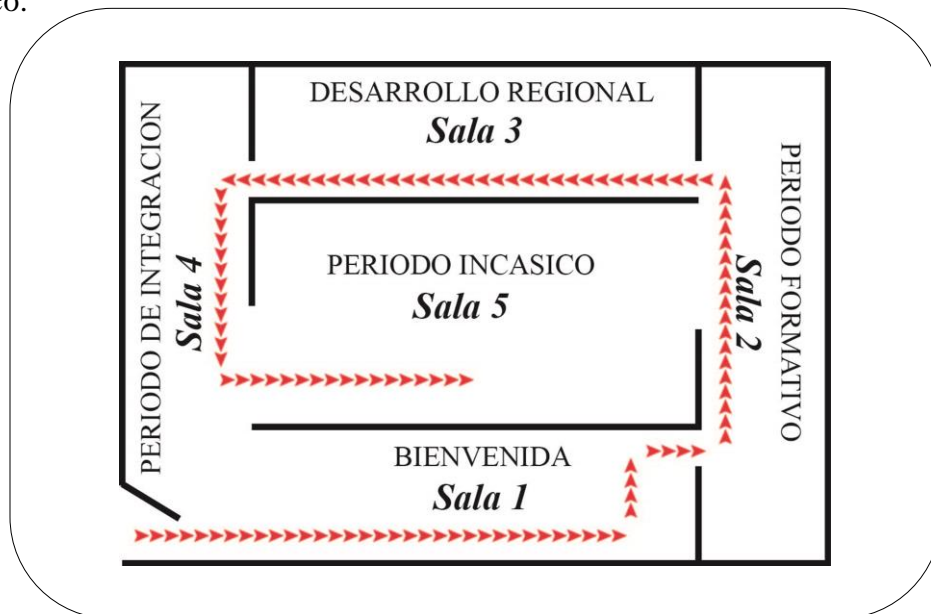 co.
DESARROLLO REGIONAL
Sala 3
PERIODO DE INTEGRACION
Sala 4
PERIODO INCASICO
Sala 5
Sala 2
PERIODO FORMATIVO
BIENVENIDA
Sala 1